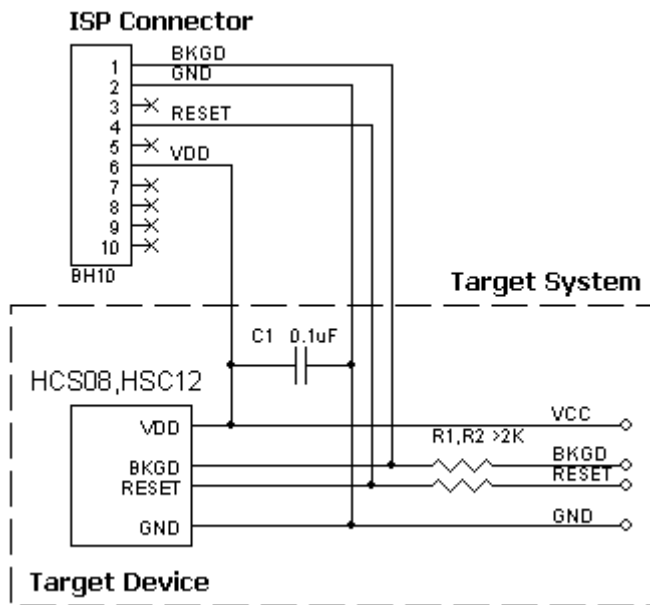 ISP Connector
1 BKGD
2 GND
3
4 RESET
5
6 VDD
7
8
9
10
BH10
Target System
C1 0.1uF
HCS08,HSC12
VDD VCC
R1,R2 >2K
BKGD BKGD
RESET RESET
GND GND
Target Device